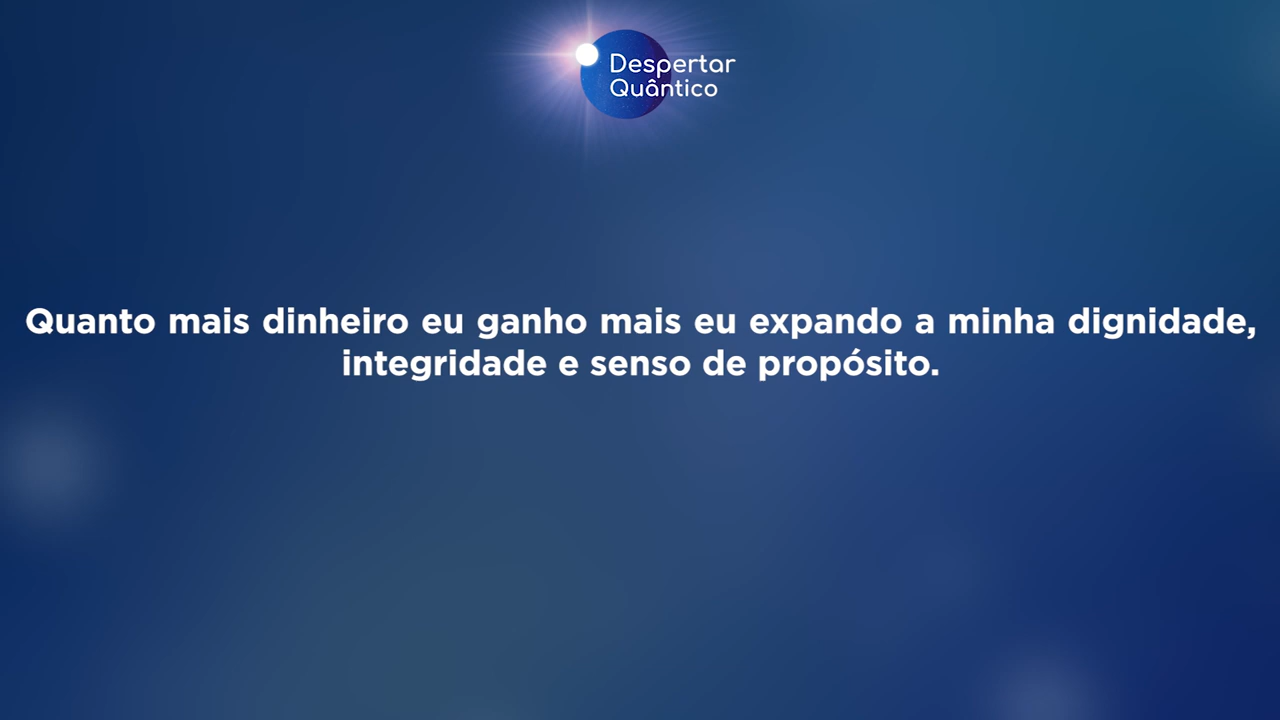 Despertar
Quântico
Quanto mais dinheiro eu ganho mais eu expando a minha dignidade,
integridade e senso de propósito.